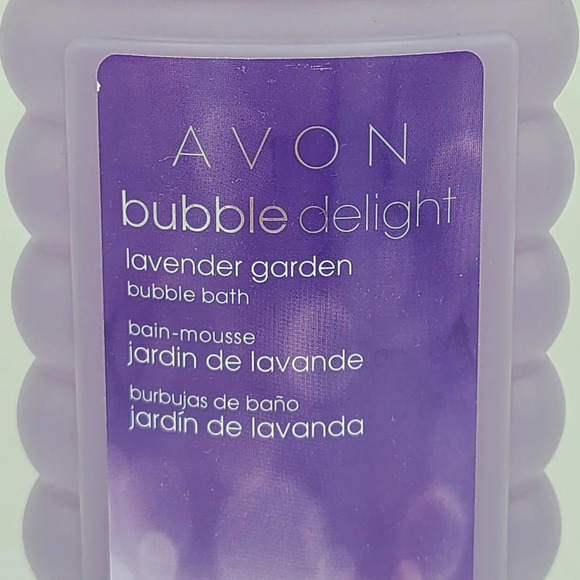 AVON
bubble delight
lavender garden
bubble bath
bain-mousse
jardin de lavande
burbujas de baño
jardín de lavanda